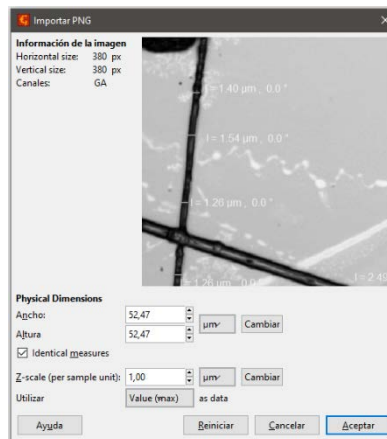 Importar PNG
Información de la imagen
Horizontal size: 380 px
Vertical size: 380 px
Canales: GA
l = 1.40 µm, 0.0 °
l = 1.54 µm, 0.0 °
l = 1.26 µm, 0.0 °
l = 2.49
1.26 µm, 0.0 °
Physical Dimensions
Ancho: 52,47 µm Cambiar
Altura 52,47
Identical measures
Z-scale (per sample unit): 1,00 µm Cambiar
Utilizar Value (max) as data
Ayuda Reiniciar Cancelar Aceptar